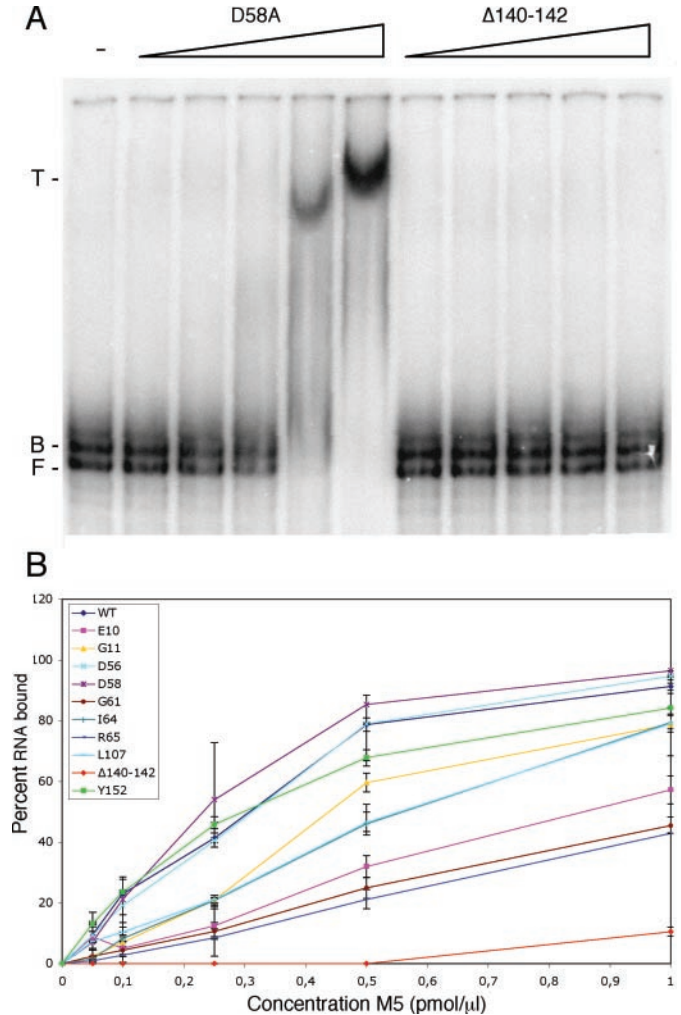 A
D58A
Δ140-142
–
T -
B -
F -
B
120
100
80
60
40
20
0
Percent RNA bound
WT
E10
G11
D56
D58
G61
I64
R65
L107
Δ140-142
Y152
0
0,1
0,2
0,3
0,4
0,5
0,6
0,7
0,8
0,9
1
Concentration M5 (pmol/µl)